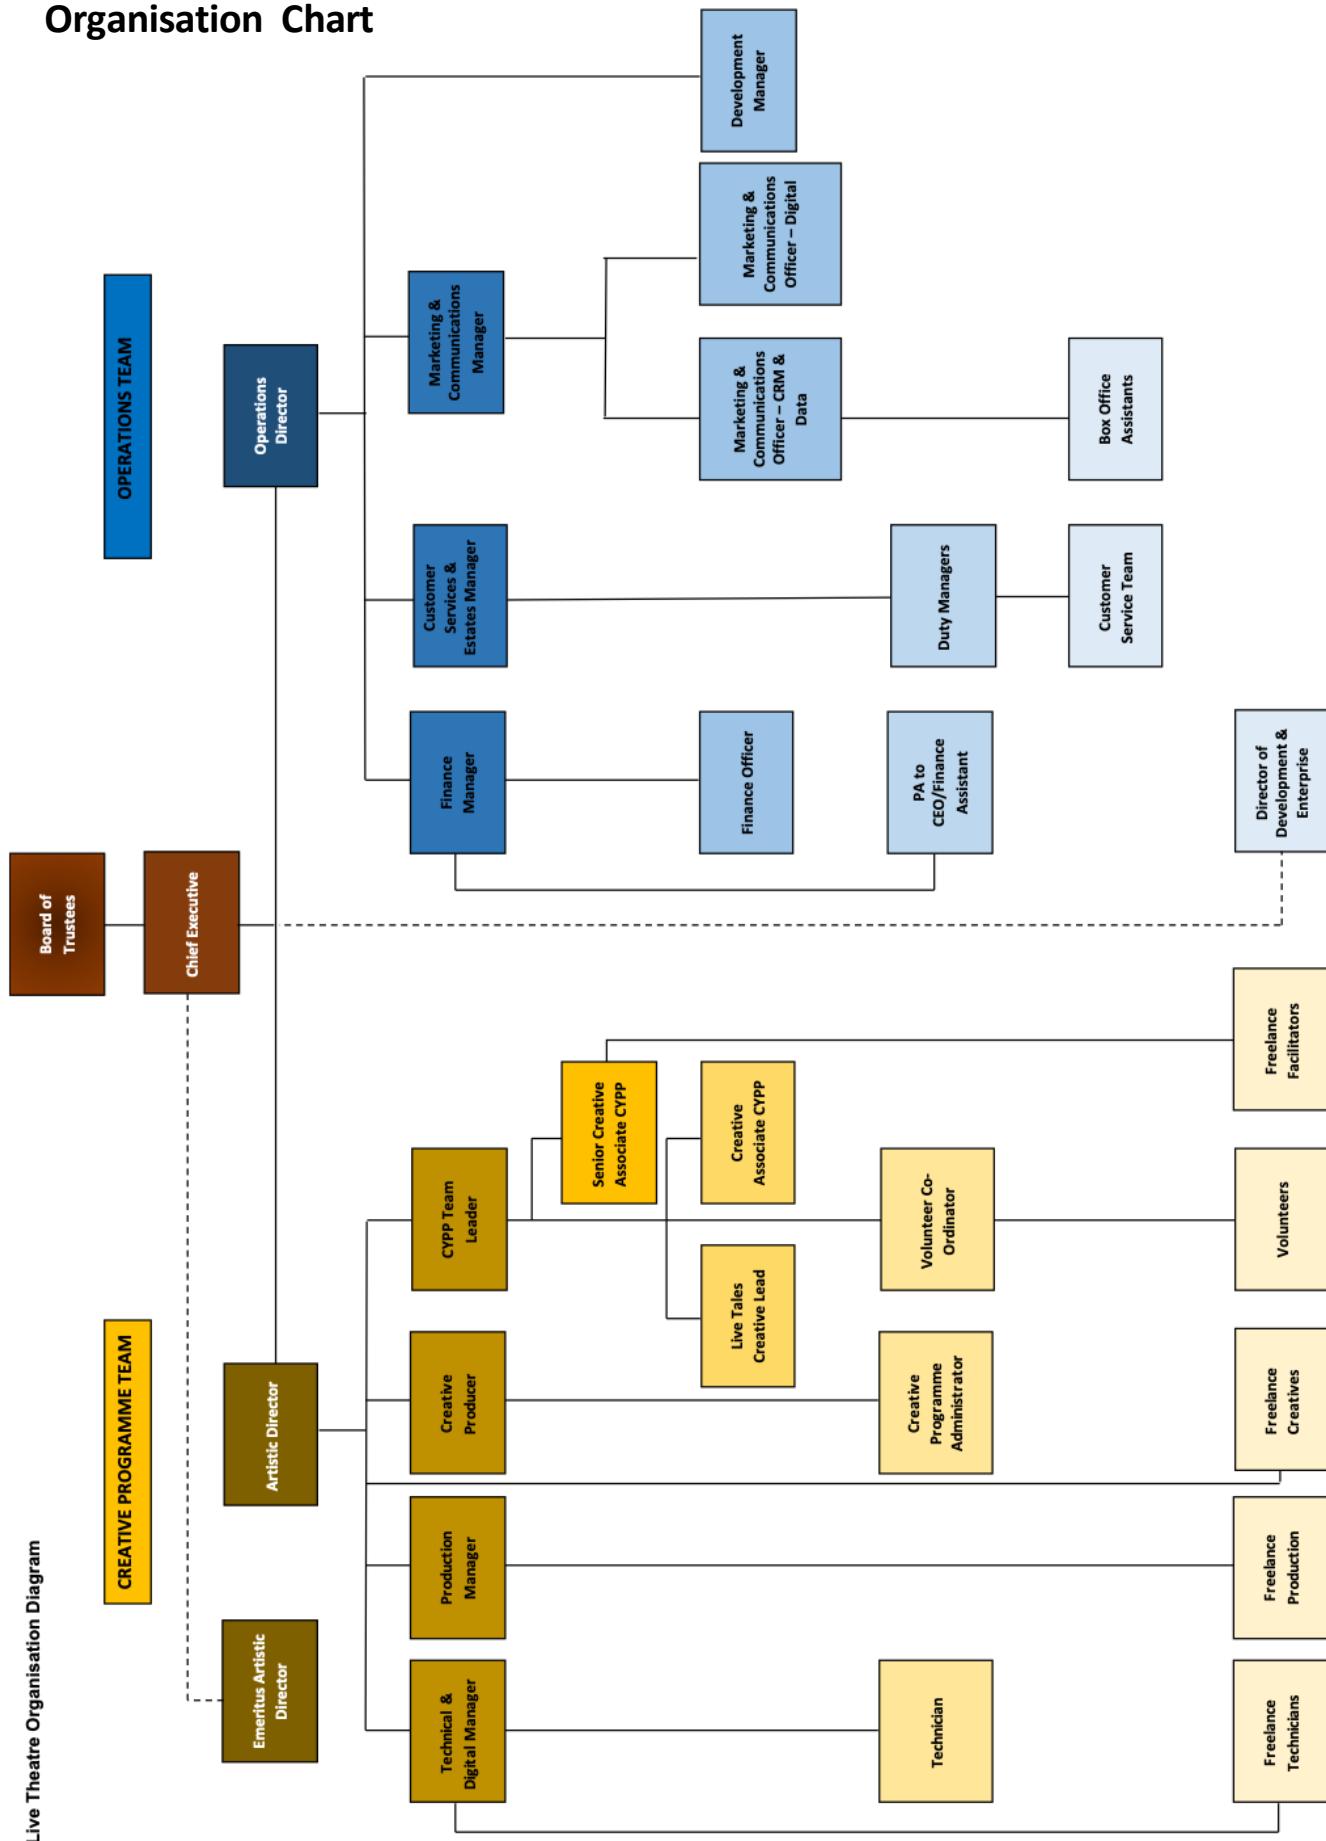 Organisation Chart
Live Theatre Organisation Diagram
CREATIVE PROGRAMME TEAM
OPERATIONS TEAM
Board of
Trustees
Chief Executive
Emeritus Artistic
Director
Artistic Director
Operations
Director
Technical &
Digital Manager
Production
Manager
Creative
Producer
CYPP Team
Leader
Finance
Manager
Customer
Services &
Estates Manager
Marketing &
Communications
Manager
Senior Creative
Associate CYPP
Live Tales
Creative Lead
Creative
Associate CYPP
Finance Officer
Marketing &
Communications
Officer – CRM &
Data
Marketing &
Communications
Officer – Digital
Development
Manager
Technician
Creative
Programme
Administrator
Volunteer Co-
Ordinator
PA to
CEO/Finance
Assistant
Duty Managers
Customer
Service Team
Box Office
Assistants
Freelance
Technicians
Freelance
Production
Freelance
Creatives
Volunteers
Freelance
Facilitators
Director of
Development &
Enterprise